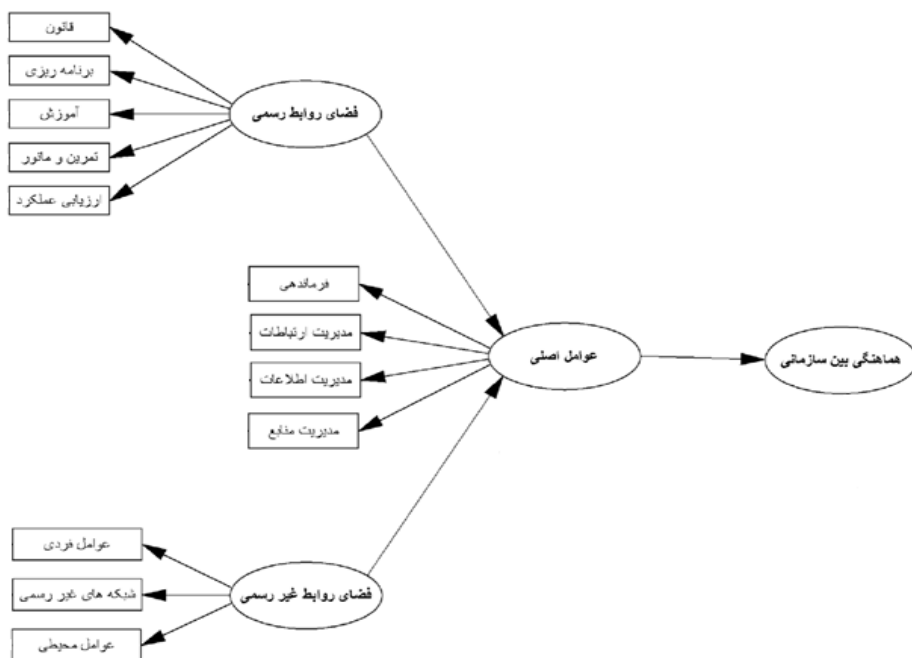 قانون
برنامه ریزی
آموزش
تمرین و مانور
ارزیابی عملکرد
فضای روابط رسمی
فرماندهی
مدیریت ارتباطات
مدیریت اطلاعات
مدیریت منابع
عوامل اصلی
هماهنگی بین سازمانی
عوامل فردی
شبکه های غیر رسمی
عوامل محیطی
فضای روابط غیر رسمی